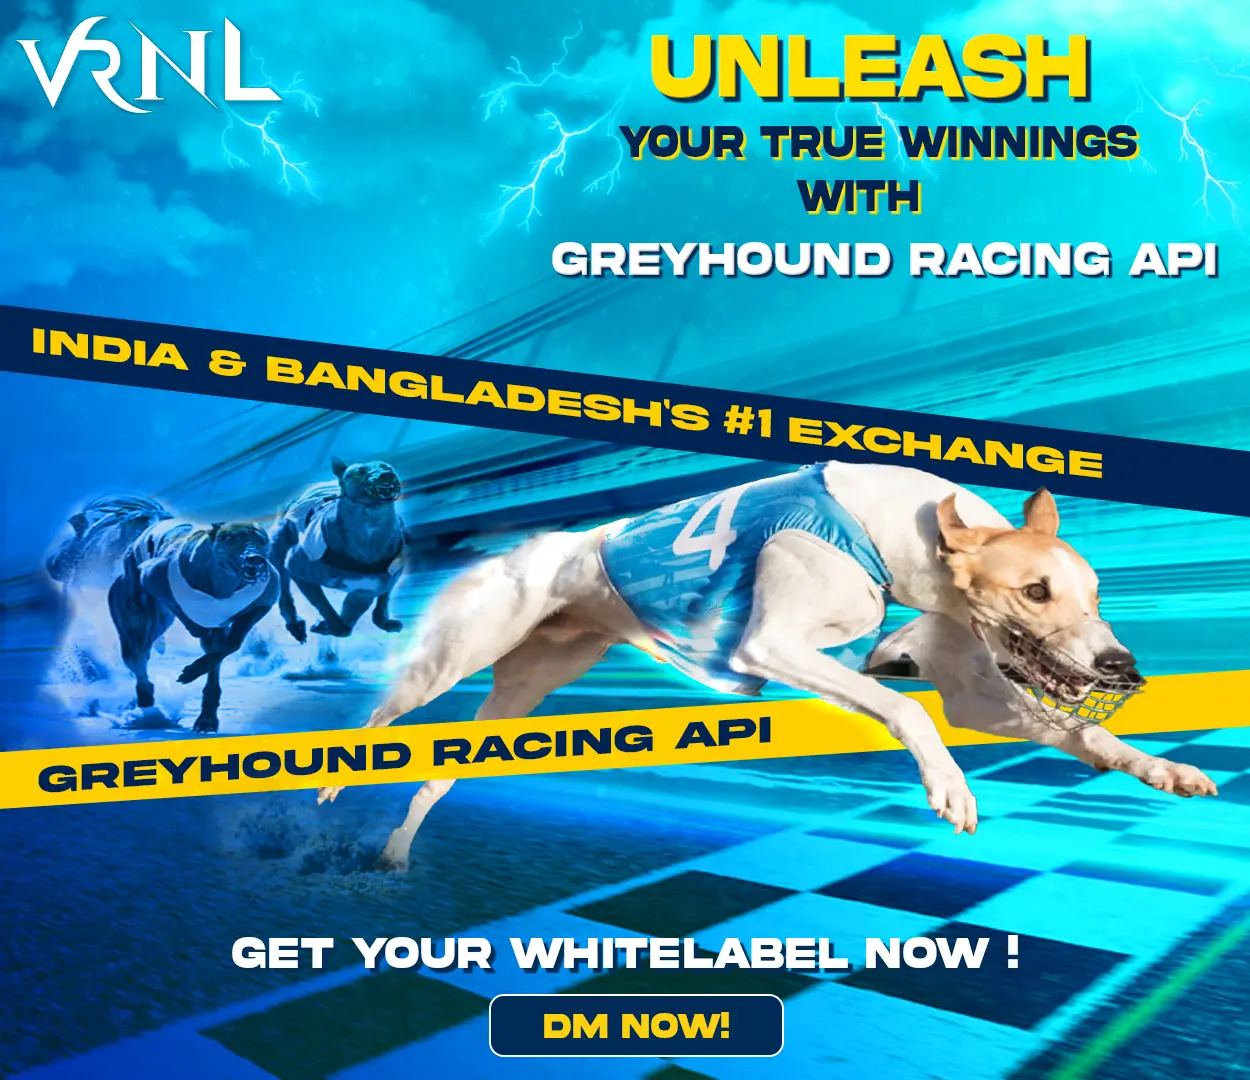 VRNL
UNLEASH
YOUR TRUE WINNINGS
WITH
GREYHOUND RACING API
INDIA & BANGLADESH'S #1 EXCHANGE
4
GREYHOUND RACING API
GET YOUR WHITELABEL NOW !
DM NOW!